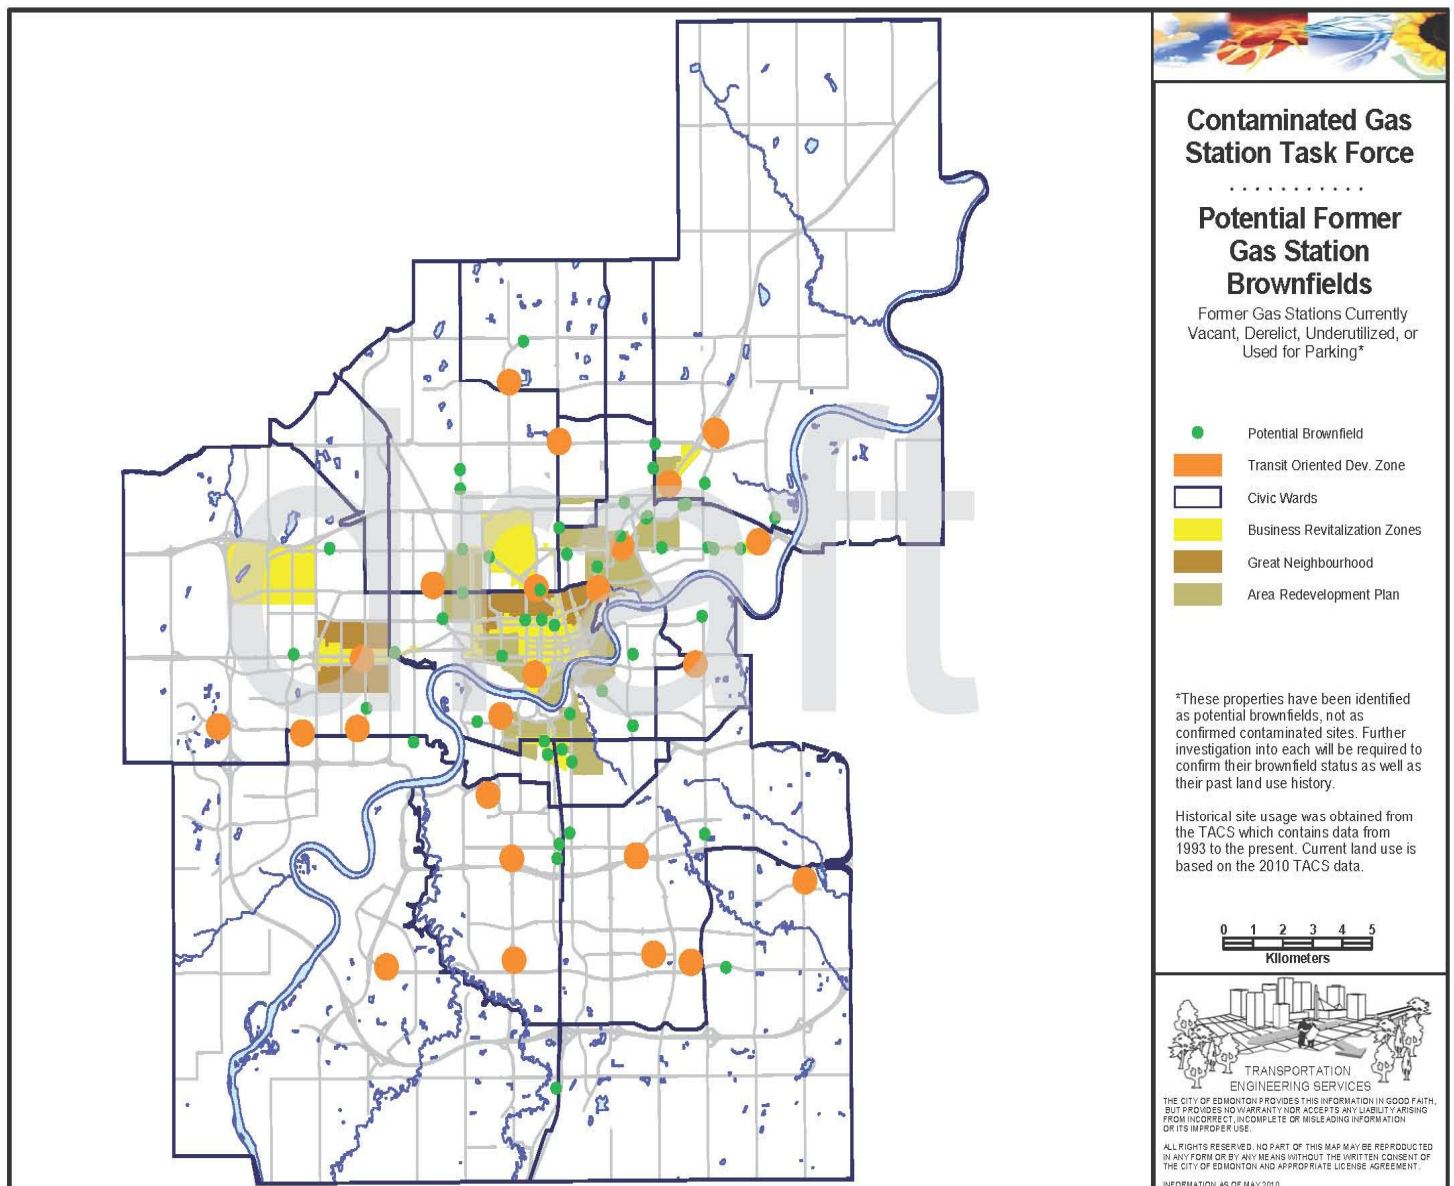 Contaminated Gas
Station Task Force
. . . . . . . . . . .
Potential Former
Gas Station
Brownfields
Former Gas Stations Currently
Vacant, Derelict, Underutilized, or
Used for Parking*
Potential Brownfield
Transit Oriented Dev. Zone
Civic Wards
Business Revitalization Zones
Great Neighbourhood
Area Redevelopment Plan
draft
*These properties have been identified
as potential brownfields, not as
confirmed contaminated sites. Further
investigation into each will be required to
confirm their brownfield status as well as
their past land use history.
Historical site usage was obtained from
the TACS which contains data from
1993 to the present. Current land use is
based on the 2010 TACS data.
0 1 2 3 4 5
Kilometers
TRANSPORTATION
ENGINEERING SERVICES
THE CITY OF EDMONTON PROVIDES THIS INFORMATION IN GOOD FAITH,
BUT PROVIDES NO WARRANTY NOR ACCEPTS ANY LIABILITY ARISING
FROM INCORRECT, INCOMPLETE OR MISLEADING INFORMATION
OR ITS IMPROPER USE.
ALL RIGHTS RESERVED. NO PART OF THIS MAP MAY BE REPRODUCED
IN ANY FORM OR BY ANY MEANS WITHOUT THE WRITTEN CONSENT OF
THE CITY OF EDMONTON AND APPROPRIATE LICENSE AGREEMENT.
INFORMATION AS OF MAY 2010